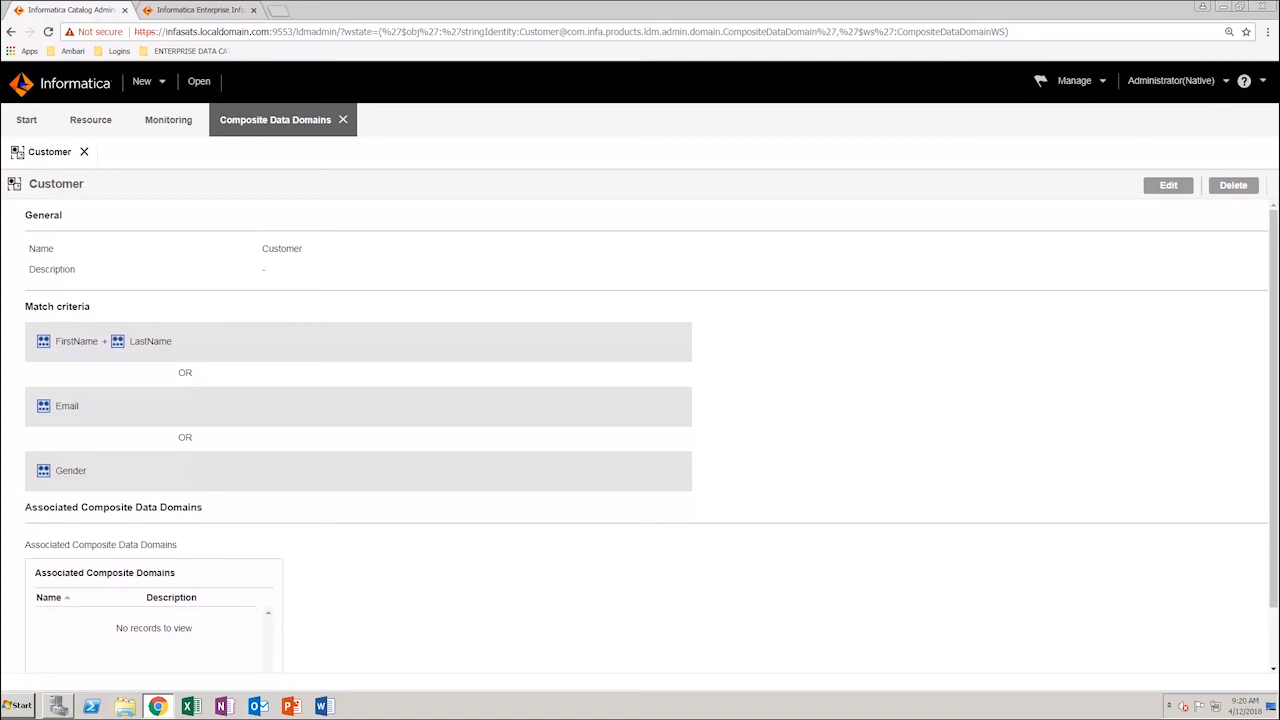 Informatica Catalog Admin
Informatica Enterprise Info
Not secure https://infasats.localdomain.com:9553/ldmadmin/?wstate=(%27$obj%27:%27stringIdentity:Customer@com.infa.products.ldm.admin.domain.CompositeDataDomain%27,%27$ws%27:CompositeDataDomainWS)
Apps Ambari Logins ENTERPRISE DATA CA
Informatica New Open Manage Administrator(Native) ?
Start Resource Monitoring Composite Data Domains
Customer
Customer Edit Delete
General
Name Customer
Description -
Match criteria
FirstName + LastName
OR
Email
OR
Gender
Associated Composite Data Domains
Associated Composite Data Domains
Associated Composite Domains
Name Description
No records to view
Start 9:20 AM
4/12/2018